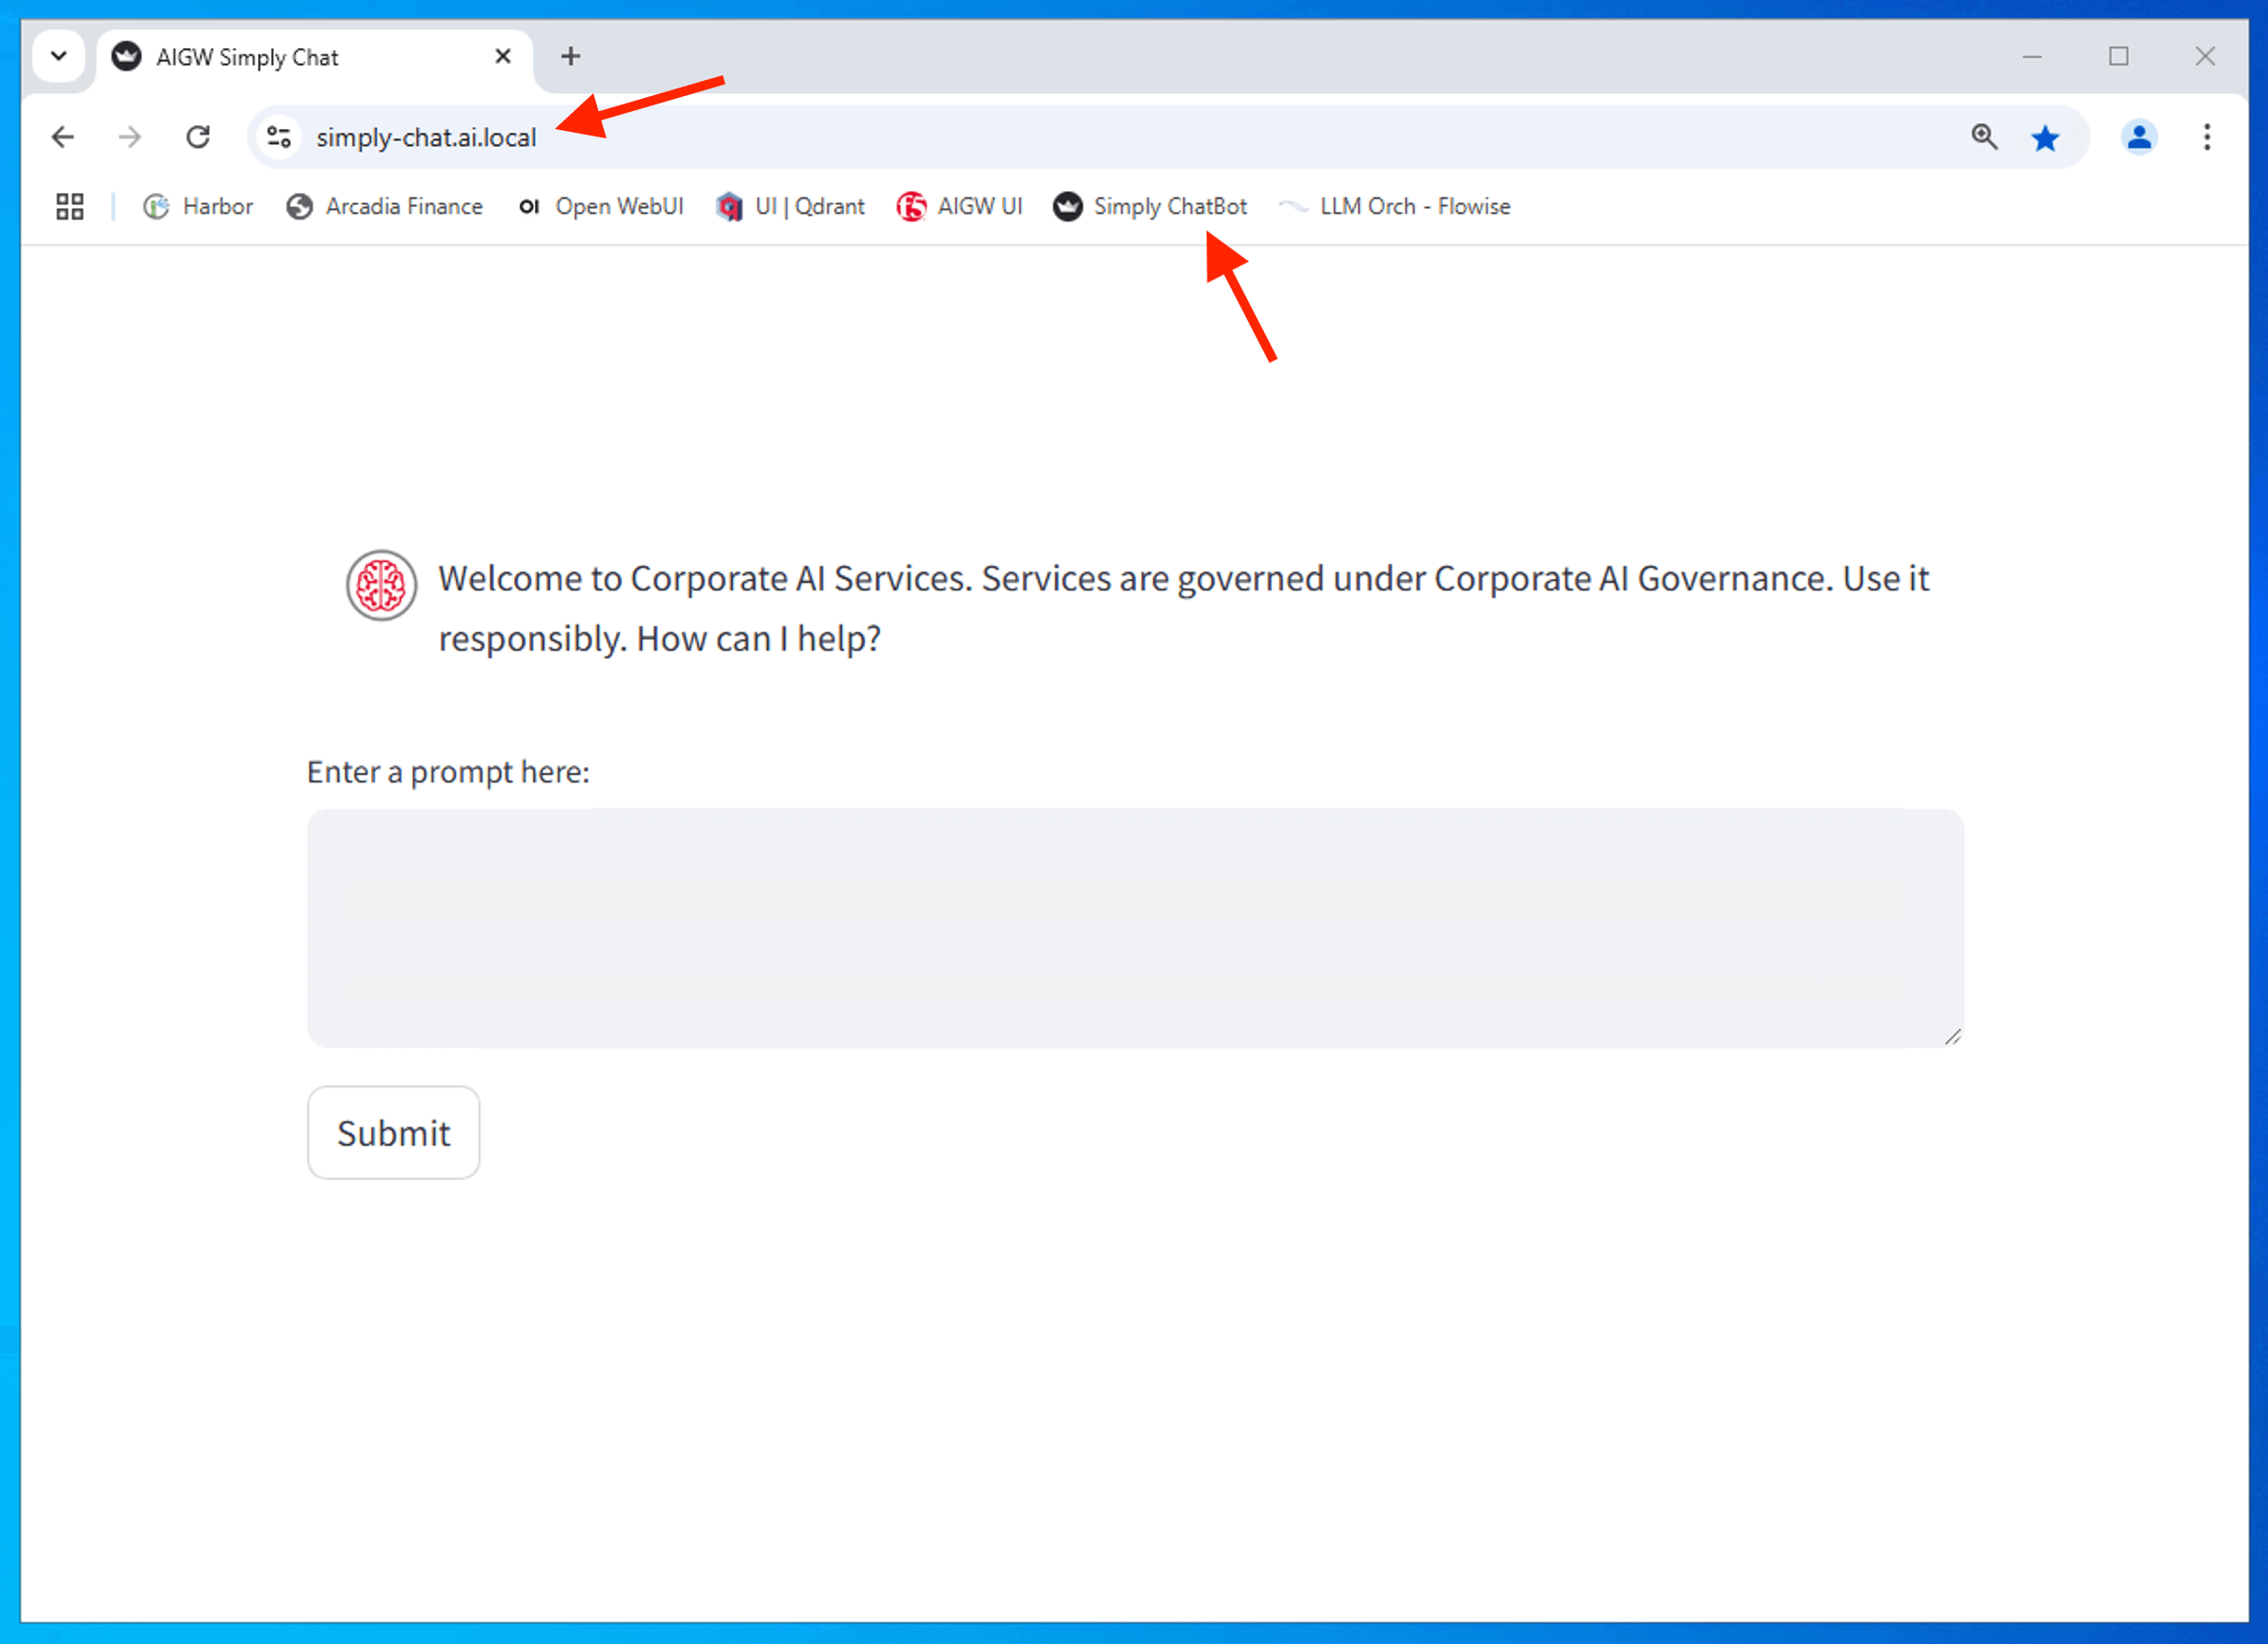 AIGW Simply Chat
simply-chat.ai.local
Harbor Arcadia Finance OI Open WebUI UI | Qdrant f5 AIGW UI Simply ChatBot LLM Orch - Flowise
Welcome to Corporate AI Services. Services are governed under Corporate AI Governance. Use it
responsibly. How can I help?
Enter a prompt here:
Submit